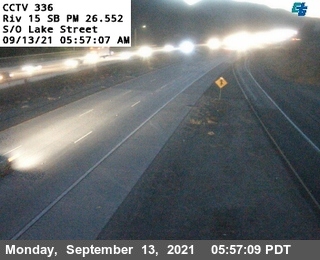 CCTV 336
Riv 15 SB PM 26.552
S/O Lake Street
09/13/21 05:57:07 AM
Monday, September 13, 2021 05:57:09 PDT